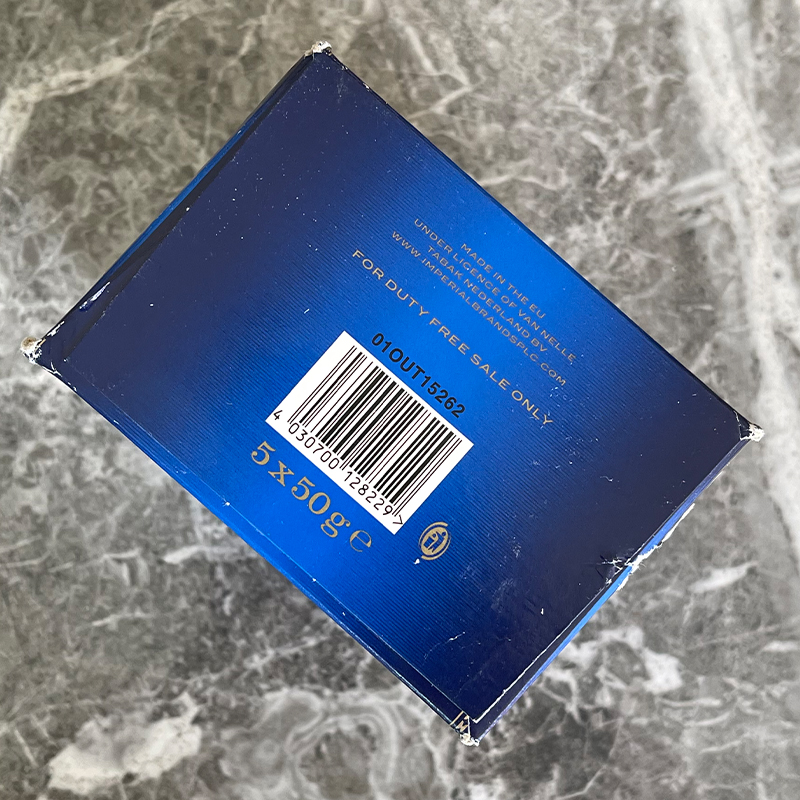 MADE IN THE EU
UNDER LICENCE OF VAN NELLE
TABAK NEDERLAND BV
WWW.IMPERIALBRANDSPLC.COM
FOR DUTY FREE SALE ONLY
01OUT15262
4 030700 128229 >
5 x 50g ℮